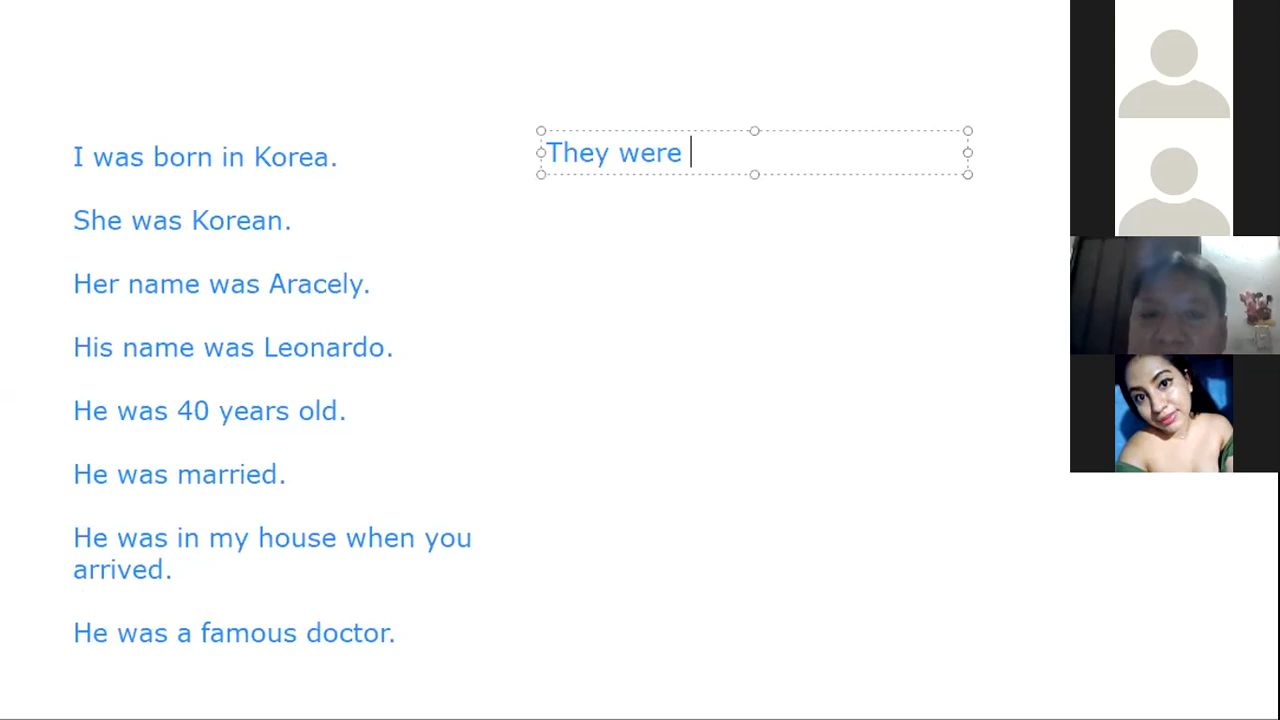 I was born in Korea.
She was Korean.
Her name was Aracely.
His name was Leonardo.
He was 40 years old.
He was married.
He was in my house when you
arrived.
He was a famous doctor.
They were